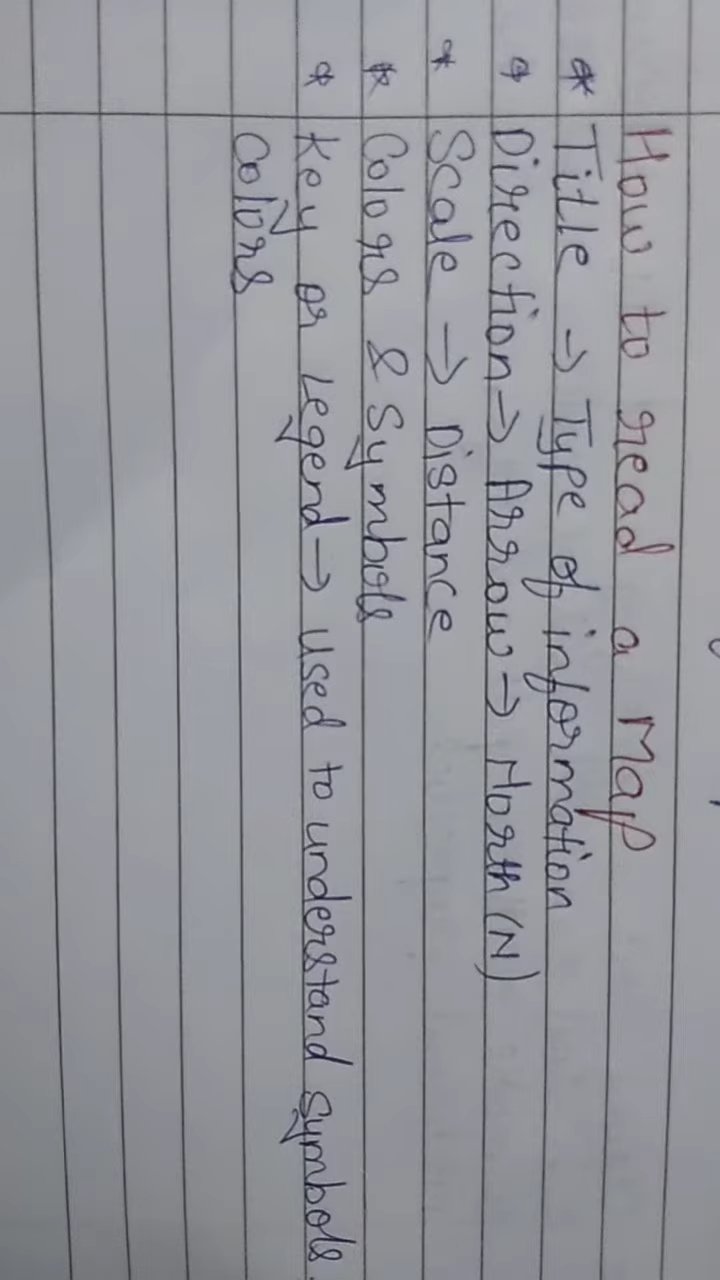 How to read a Map
* Title → Type of information
* Direction → Arrow → North (N)
* Scale → Distance
* Colors & Symbols
* Key or Legend → used to understand symbols.
Colors